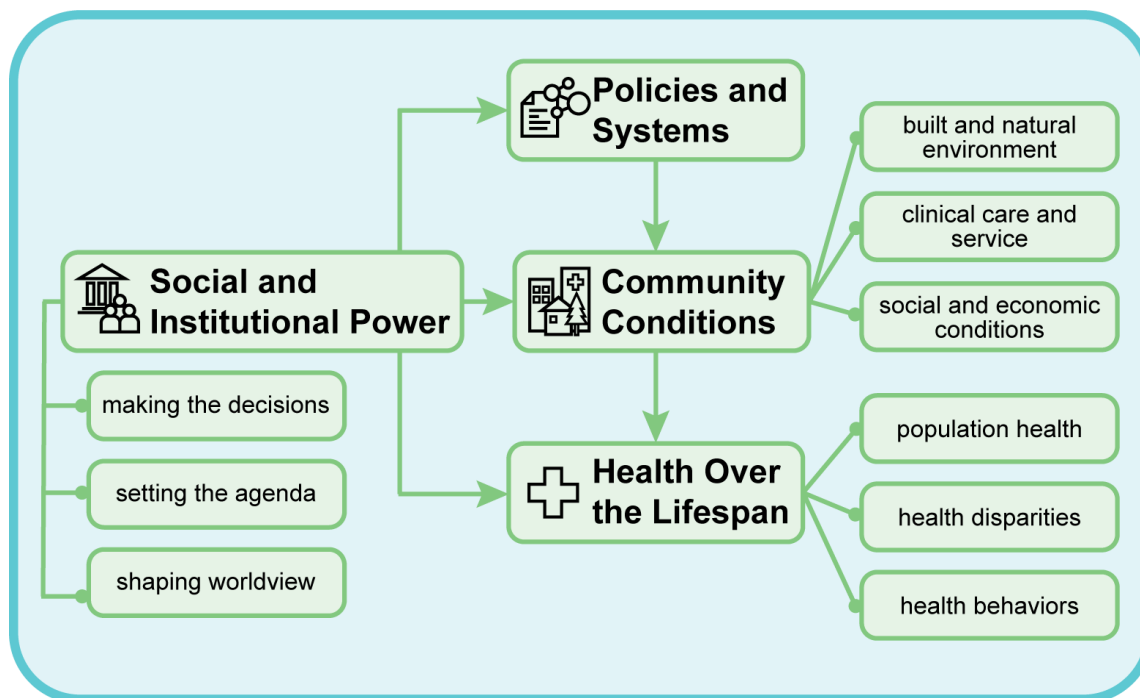 Policies and
Systems
built and natural
environment
clinical care and
service
Social and
Institutional Power
Community
Conditions
social and economic
conditions
making the decisions
setting the agenda
shaping worldview
Health Over
the Lifespan
population health
health disparities
health behaviors